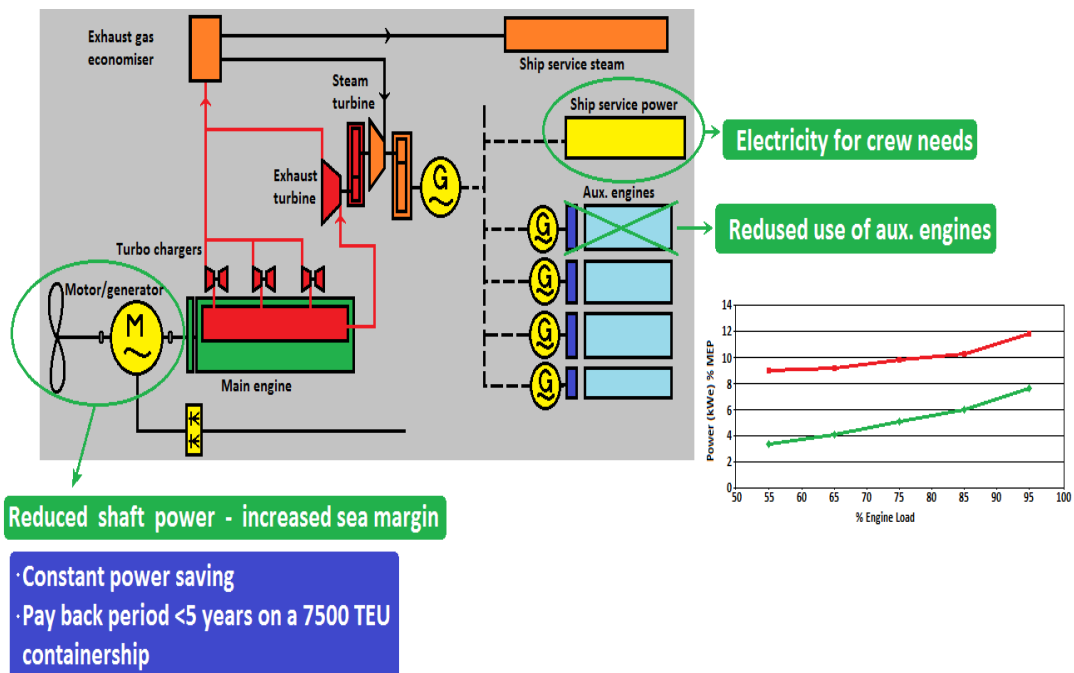 Exhaust gas
economiser
Ship service steam
Steam
turbine
Ship service power
Electricity for crew needs
Exhaust
turbine
G
Aux. engines
G
Redused use of aux. engines
Turbo chargers
G
Motor/generator
M
G
Main engine
G
Reduced shaft power - increased sea margin
·Constant power saving
·Pay back period <5 years on a 7500 TEU
containership
Power (kWe) % MEP
14
12
10
8
6
4
2
0
50 55 60 65 70 75 80 85 90 95 100
% Engine Load